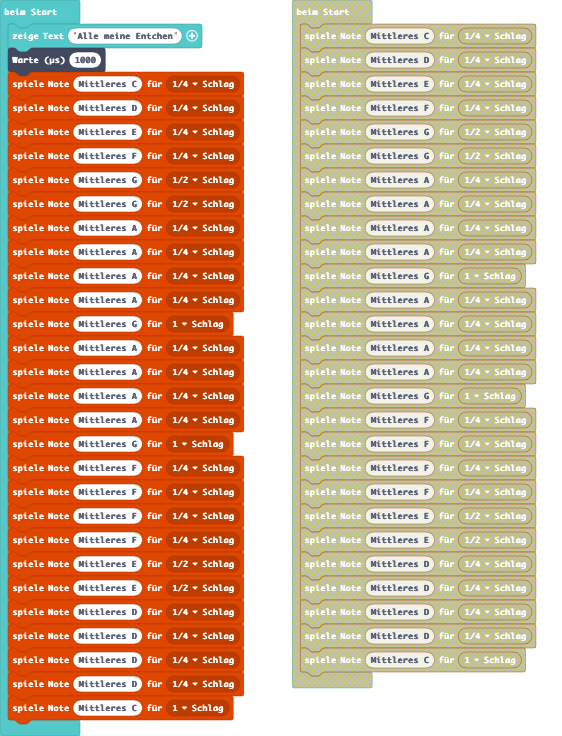 beim Start
zeige Text "Alle meine Entchen"
Warte (µs) 1000
spiele Note Mittleres C für 1/4 Schlag
spiele Note Mittleres D für 1/4 Schlag
spiele Note Mittleres E für 1/4 Schlag
spiele Note Mittleres F für 1/4 Schlag
spiele Note Mittleres G für 1/2 Schlag
spiele Note Mittleres G für 1/2 Schlag
spiele Note Mittleres A für 1/4 Schlag
spiele Note Mittleres A für 1/4 Schlag
spiele Note Mittleres A für 1/4 Schlag
spiele Note Mittleres A für 1/4 Schlag
spiele Note Mittleres G für 1 Schlag
spiele Note Mittleres A für 1/4 Schlag
spiele Note Mittleres A für 1/4 Schlag
spiele Note Mittleres A für 1/4 Schlag
spiele Note Mittleres A für 1/4 Schlag
spiele Note Mittleres G für 1 Schlag
spiele Note Mittleres F für 1/4 Schlag
spiele Note Mittleres F für 1/4 Schlag
spiele Note Mittleres F für 1/4 Schlag
spiele Note Mittleres F für 1/4 Schlag
spiele Note Mittleres E für 1/2 Schlag
spiele Note Mittleres E für 1/2 Schlag
spiele Note Mittleres D für 1/4 Schlag
spiele Note Mittleres D für 1/4 Schlag
spiele Note Mittleres D für 1/4 Schlag
spiele Note Mittleres D für 1/4 Schlag
spiele Note Mittleres C für 1 Schlag
beim Start
spiele Note Mittleres C für 1/4 Schlag
spiele Note Mittleres D für 1/4 Schlag
spiele Note Mittleres E für 1/4 Schlag
spiele Note Mittleres F für 1/4 Schlag
spiele Note Mittleres G für 1/2 Schlag
spiele Note Mittleres G für 1/2 Schlag
spiele Note Mittleres A für 1/4 Schlag
spiele Note Mittleres A für 1/4 Schlag
spiele Note Mittleres A für 1/4 Schlag
spiele Note Mittleres A für 1/4 Schlag
spiele Note Mittleres G für 1 Schlag
spiele Note Mittleres A für 1/4 Schlag
spiele Note Mittleres A für 1/4 Schlag
spiele Note Mittleres A für 1/4 Schlag
spiele Note Mittleres A für 1/4 Schlag
spiele Note Mittleres G für 1 Schlag
spiele Note Mittleres F für 1/4 Schlag
spiele Note Mittleres F für 1/4 Schlag
spiele Note Mittleres F für 1/4 Schlag
spiele Note Mittleres F für 1/4 Schlag
spiele Note Mittleres E für 1/2 Schlag
spiele Note Mittleres E für 1/2 Schlag
spiele Note Mittleres D für 1/4 Schlag
spiele Note Mittleres D für 1/4 Schlag
spiele Note Mittleres D für 1/4 Schlag
spiele Note Mittleres D für 1/4 Schlag
spiele Note Mittleres C für 1 Schlag